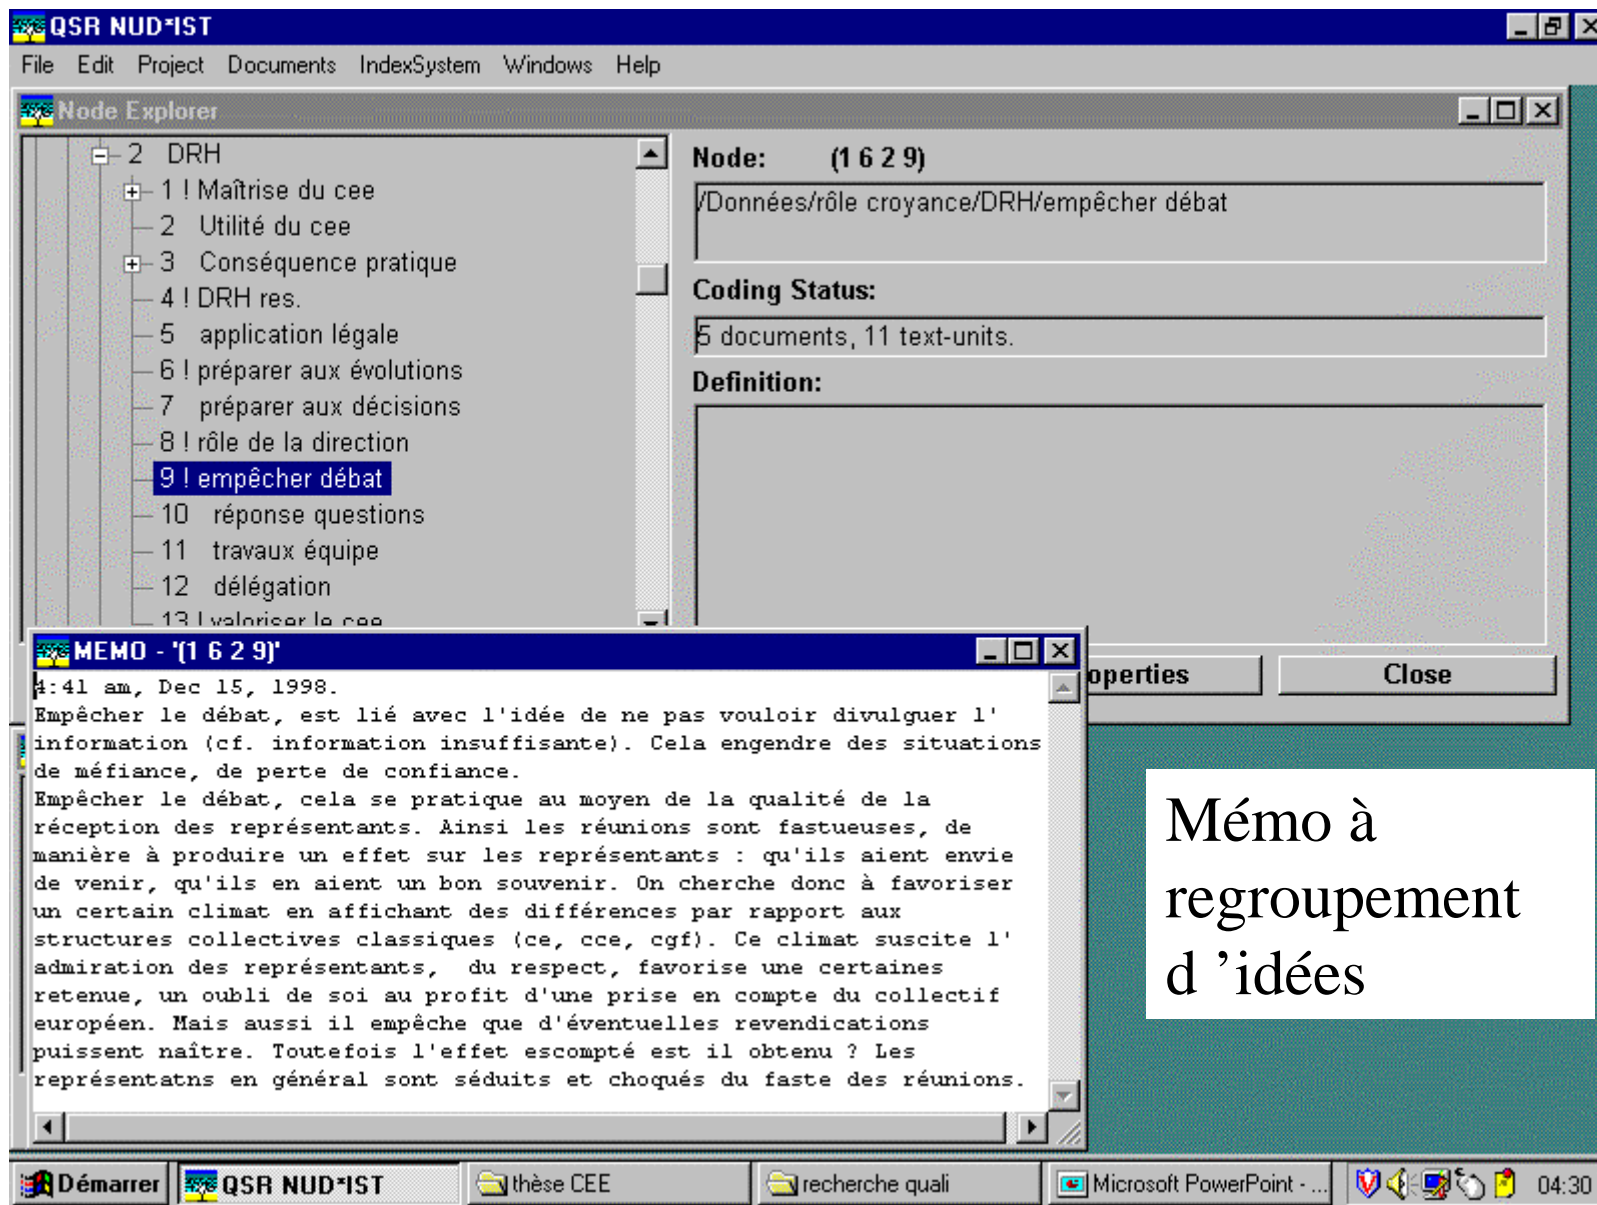 QSR NUD*IST
File Edit Project Documents IndexSystem Windows Help
Node Explorer
2 DRH
1 ! Maîtrise du cee
2 Utilité du cee
3 Conséquence pratique
4 ! DRH res.
5 application légale
6 ! préparer aux évolutions
7 préparer aux décisions
8 ! rôle de la direction
9 ! empêcher débat
10 réponse questions
11 travaux équipe
12 délégation
13 ! valoriser le cee
Node: (1 6 2 9)
/Données/rôle croyance/DRH/empêcher débat
Coding Status:
5 documents, 11 text-units.
Definition:
operties
Close
MEMO - '(1 6 2 9)'
4:41 am, Dec 15, 1998.
Empêcher le débat, est lié avec l'idée de ne pas vouloir divulguer l'
information (cf. information insuffisante). Cela engendre des situations
de méfiance, de perte de confiance.
Empêcher le débat, cela se pratique au moyen de la qualité de la
réception des représentants. Ainsi les réunions sont fastueuses, de
manière à produire un effet sur les représentants : qu'ils aient envie
de venir, qu'ils en aient un bon souvenir. On cherche donc à favoriser
un certain climat en affichant des différences par rapport aux
structures collectives classiques (ce, cce, cgf). Ce climat suscite l'
admiration des représentants, du respect, favorise une certaines
retenue, un oubli de soi au profit d'une prise en compte du collectif
européen. Mais aussi il empêche que d'éventuelles revendications
puissent naître. Toutefois l'effet escompté est il obtenu ? Les
représentatns en général sont séduits et choqués du faste des réunions.
Mémo à
regroupement
d ’idées
Démarrer
QSR NUD*IST
thèse CEE
recherche quali
Microsoft PowerPoint - ...
04:30